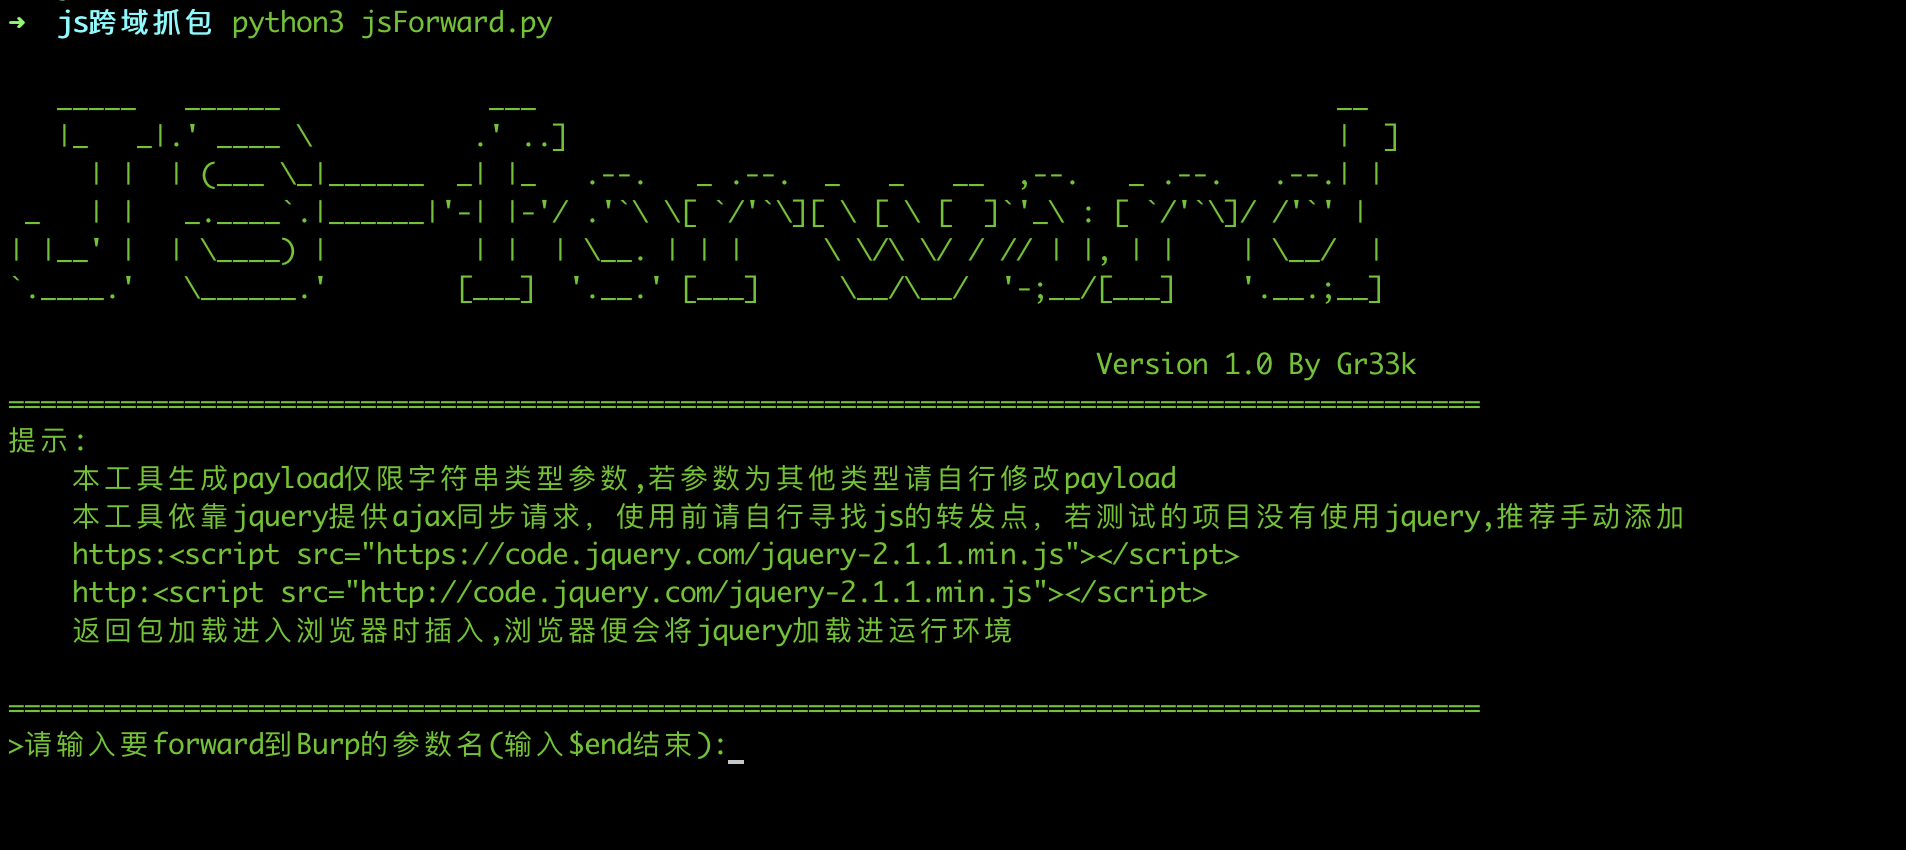 ➜  js跨域抓包 python3 jsForward.py
JS-forward
Version 1.0 By Gr33k
============================================================================================
提示:
本工具生成payload仅限字符串类型参数,若参数为其他类型请自行修改payload
本工具依靠jquery提供ajax同步请求，使用前请自行寻找js的转发点，若测试的项目没有使用jquery,推荐手动添加
https:<script src="https://code.jquery.com/jquery-2.1.1.min.js"></script>
http:<script src="http://code.jquery.com/jquery-2.1.1.min.js"></script>
返回包加载进入浏览器时插入,浏览器便会将jquery加载进运行环境
============================================================================================
>请输入要forward到Burp的参数名(输入$end结束):